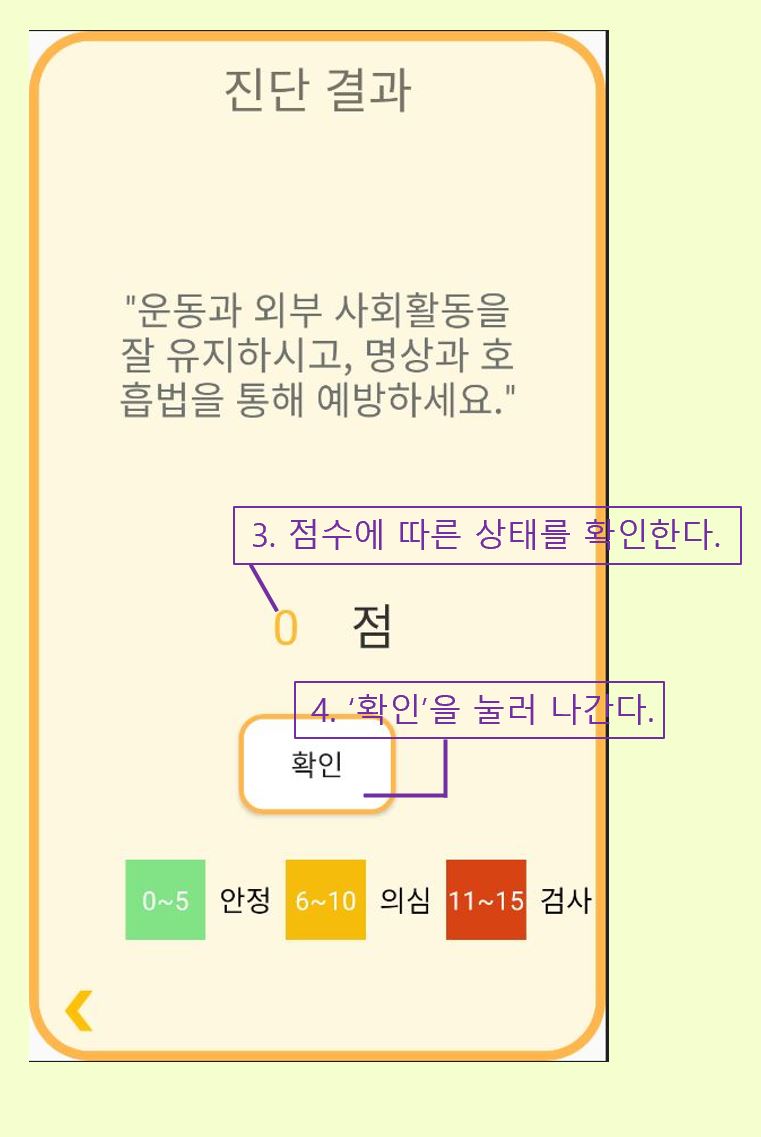 진단 결과
"운동과 외부 사회활동을
잘 유지하시고, 명상과 호
흡법을 통해 예방하세요."
3. 점수에 따른 상태를 확인한다.
0 점
4. ‘확인’을 눌러 나간다.
확인
0~5 안정 6~10 의심 11~15 검사